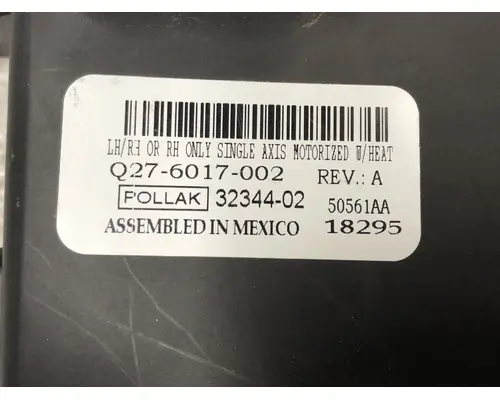 LH/RH OR RH ONLY SINGLE AXIS MOTORIZED W/HEAT
Q27-6017-002 REV.: A
POLLAK 32344-02 50561AA
ASSEMBLED IN MEXICO 18295